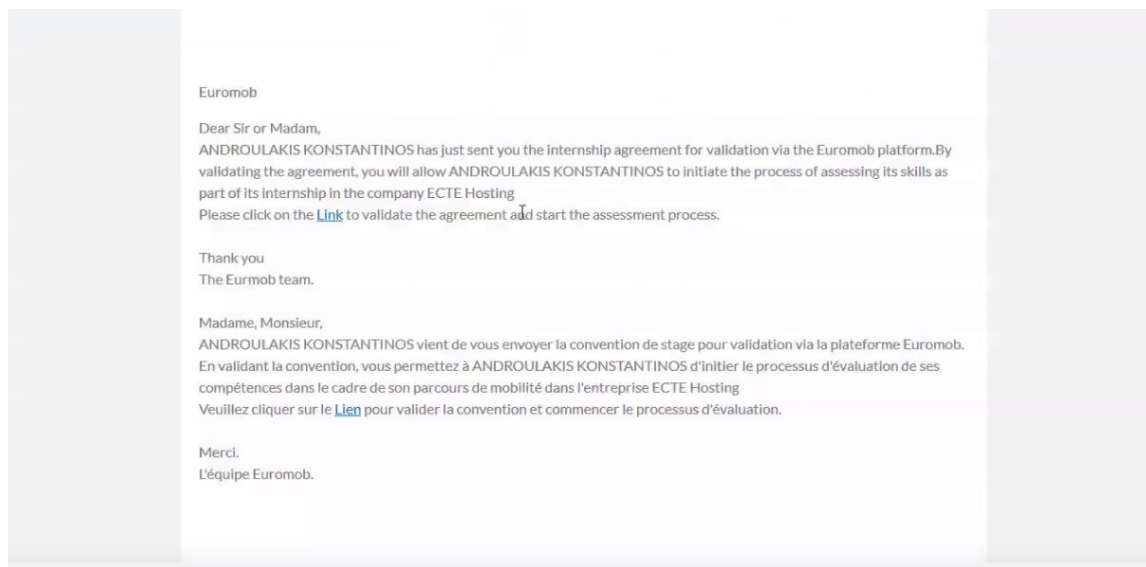 Euromob
Dear Sir or Madam,
ANDROULAKIS KONSTANTINOS has just sent you the internship agreement for validation via the Euromob platform.By
validating the agreement, you will allow ANDROULAKIS KONSTANTINOS to initiate the process of assessing its skills as
part of its internship in the company ECTE Hosting
Please click on the Link to validate the agreement and start the assessment process.
Thank you
The Eurmob team.
Madame, Monsieur,
ANDROULAKIS KONSTANTINOS vient de vous envoyer la convention de stage pour validation via la plateforme Euromob.
En validant la convention, vous permettez à ANDROULAKIS KONSTANTINOS d'initier le processus d'évaluation de ses
compétences dans le cadre de son parcours de mobilité dans l'entreprise ECTE Hosting
Veuillez cliquer sur le Lien pour valider la convention et commencer le processus d'évaluation.
Merci.
L'équipe Euromob.